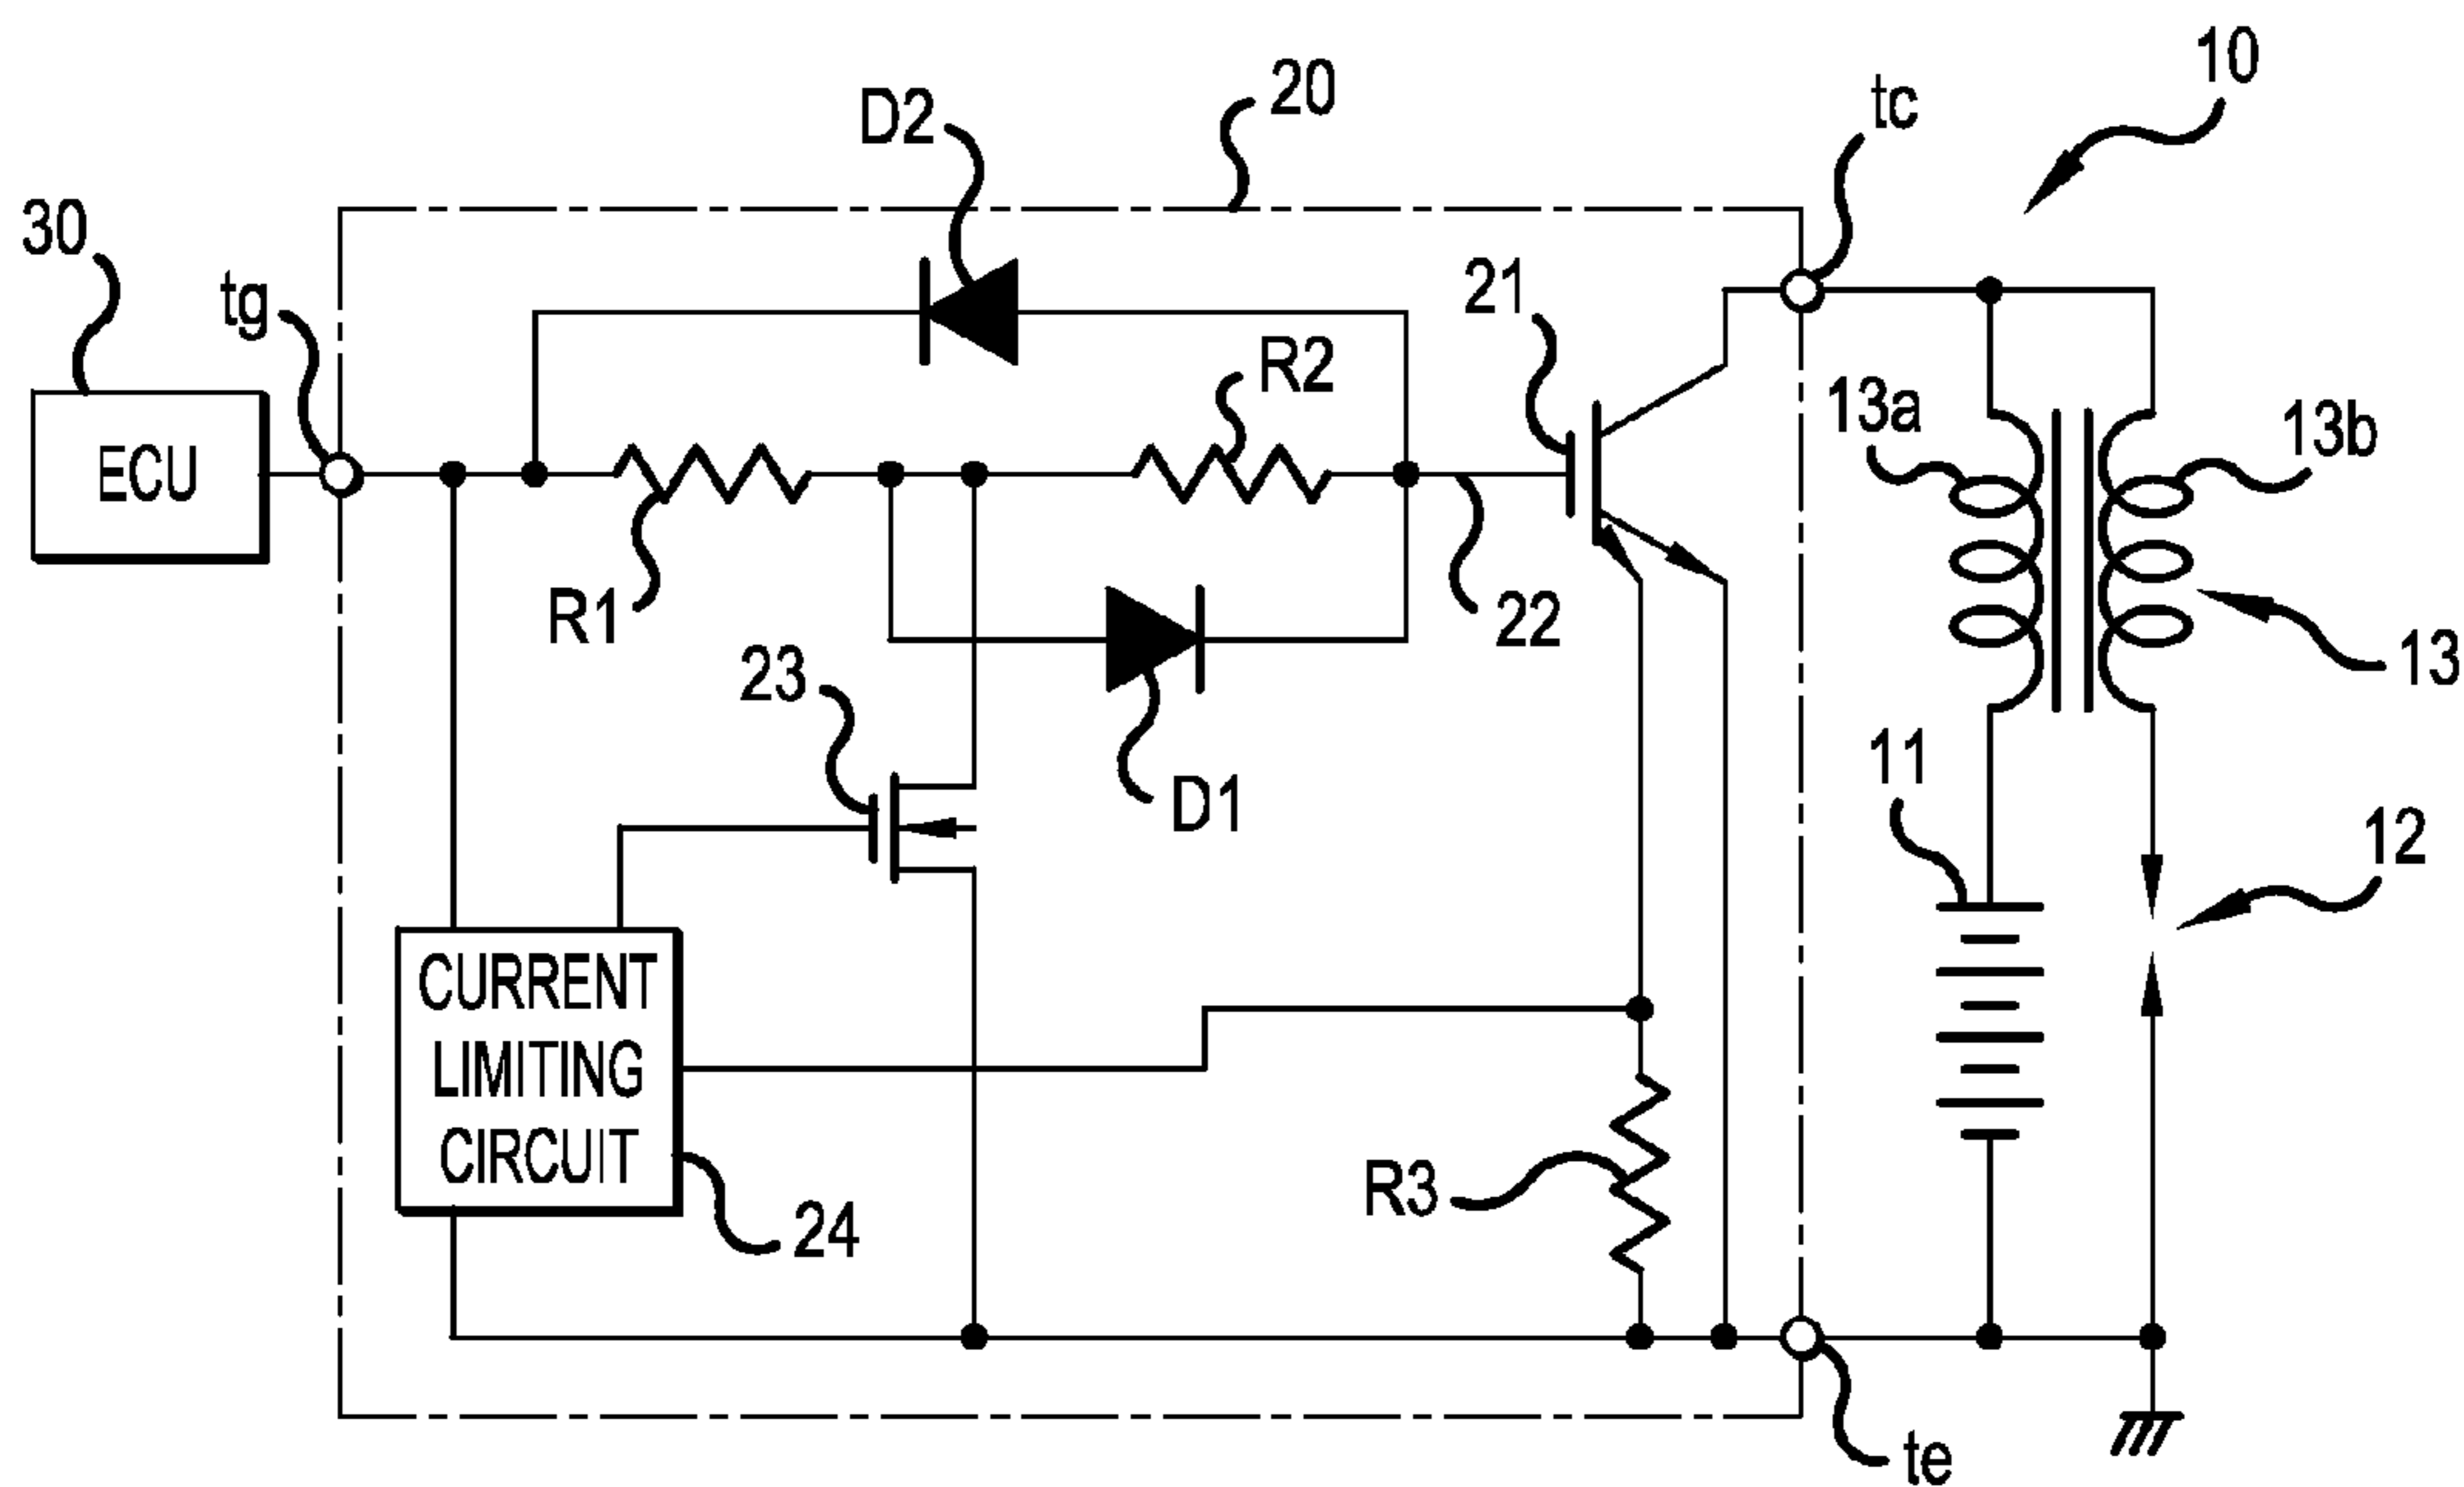 10
20
tc
D2
30
tg
21
R2
13a
13b
ECU
R1
22
13
23
11
D1
12
CURRENT
LIMITING
CIRCUIT
R3
24
te